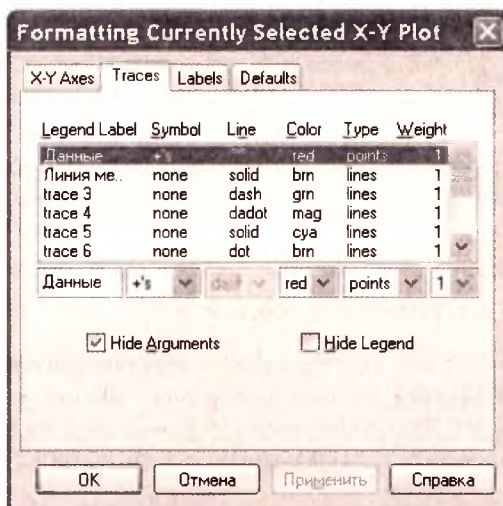 Formatting Currently Selected X-Y Plot
X-Y Axes Traces Labels Defaults
Legend Label Symbol Line Color Type Weight
Данные +'s red points 1
Линия ме.. none solid brn lines 1
trace 3 none dash grn lines 1
trace 4 none dadot mag lines 1
trace 5 none solid cya lines 1
trace 6 none dot brn lines 1
Данные +'s red points 1
Hide Arguments Hide Legend
OK Отмена Применить Справка